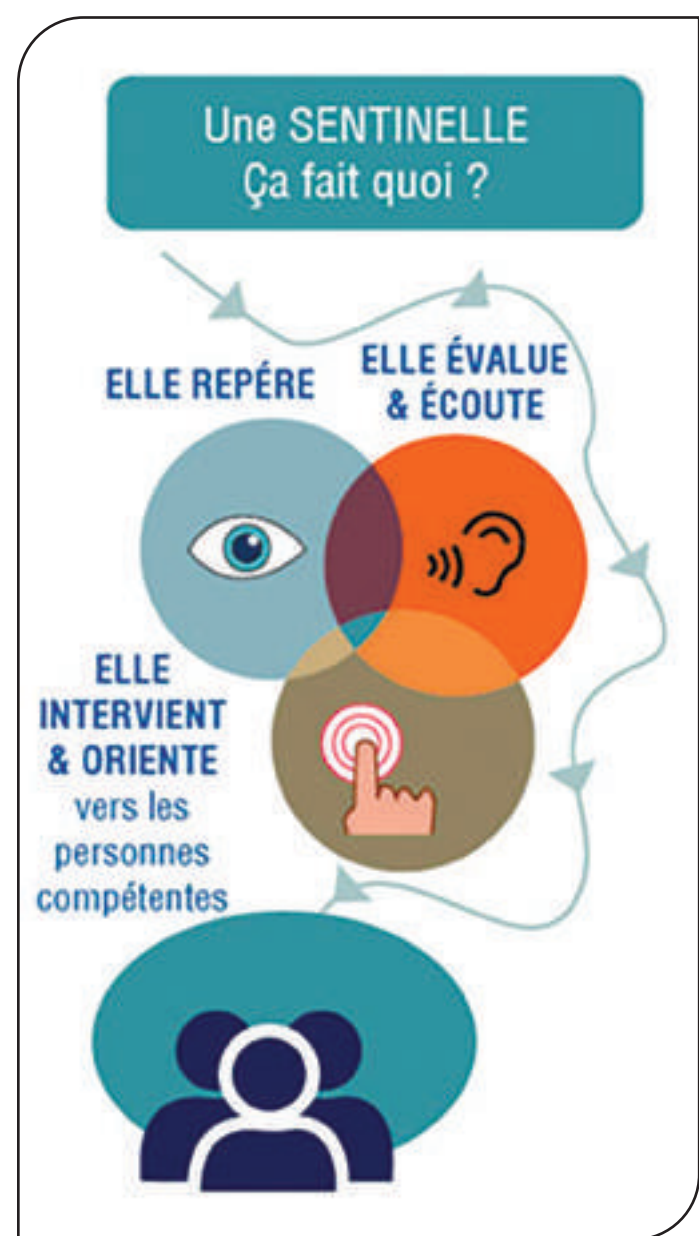 Une SENTINELLE
Ça fait quoi ?
ELLE REPÉRE
ELLE ÉVALUE
& ÉCOUTE
ELLE
INTERVIENT
& ORIENTE
vers les
personnes
compétentes